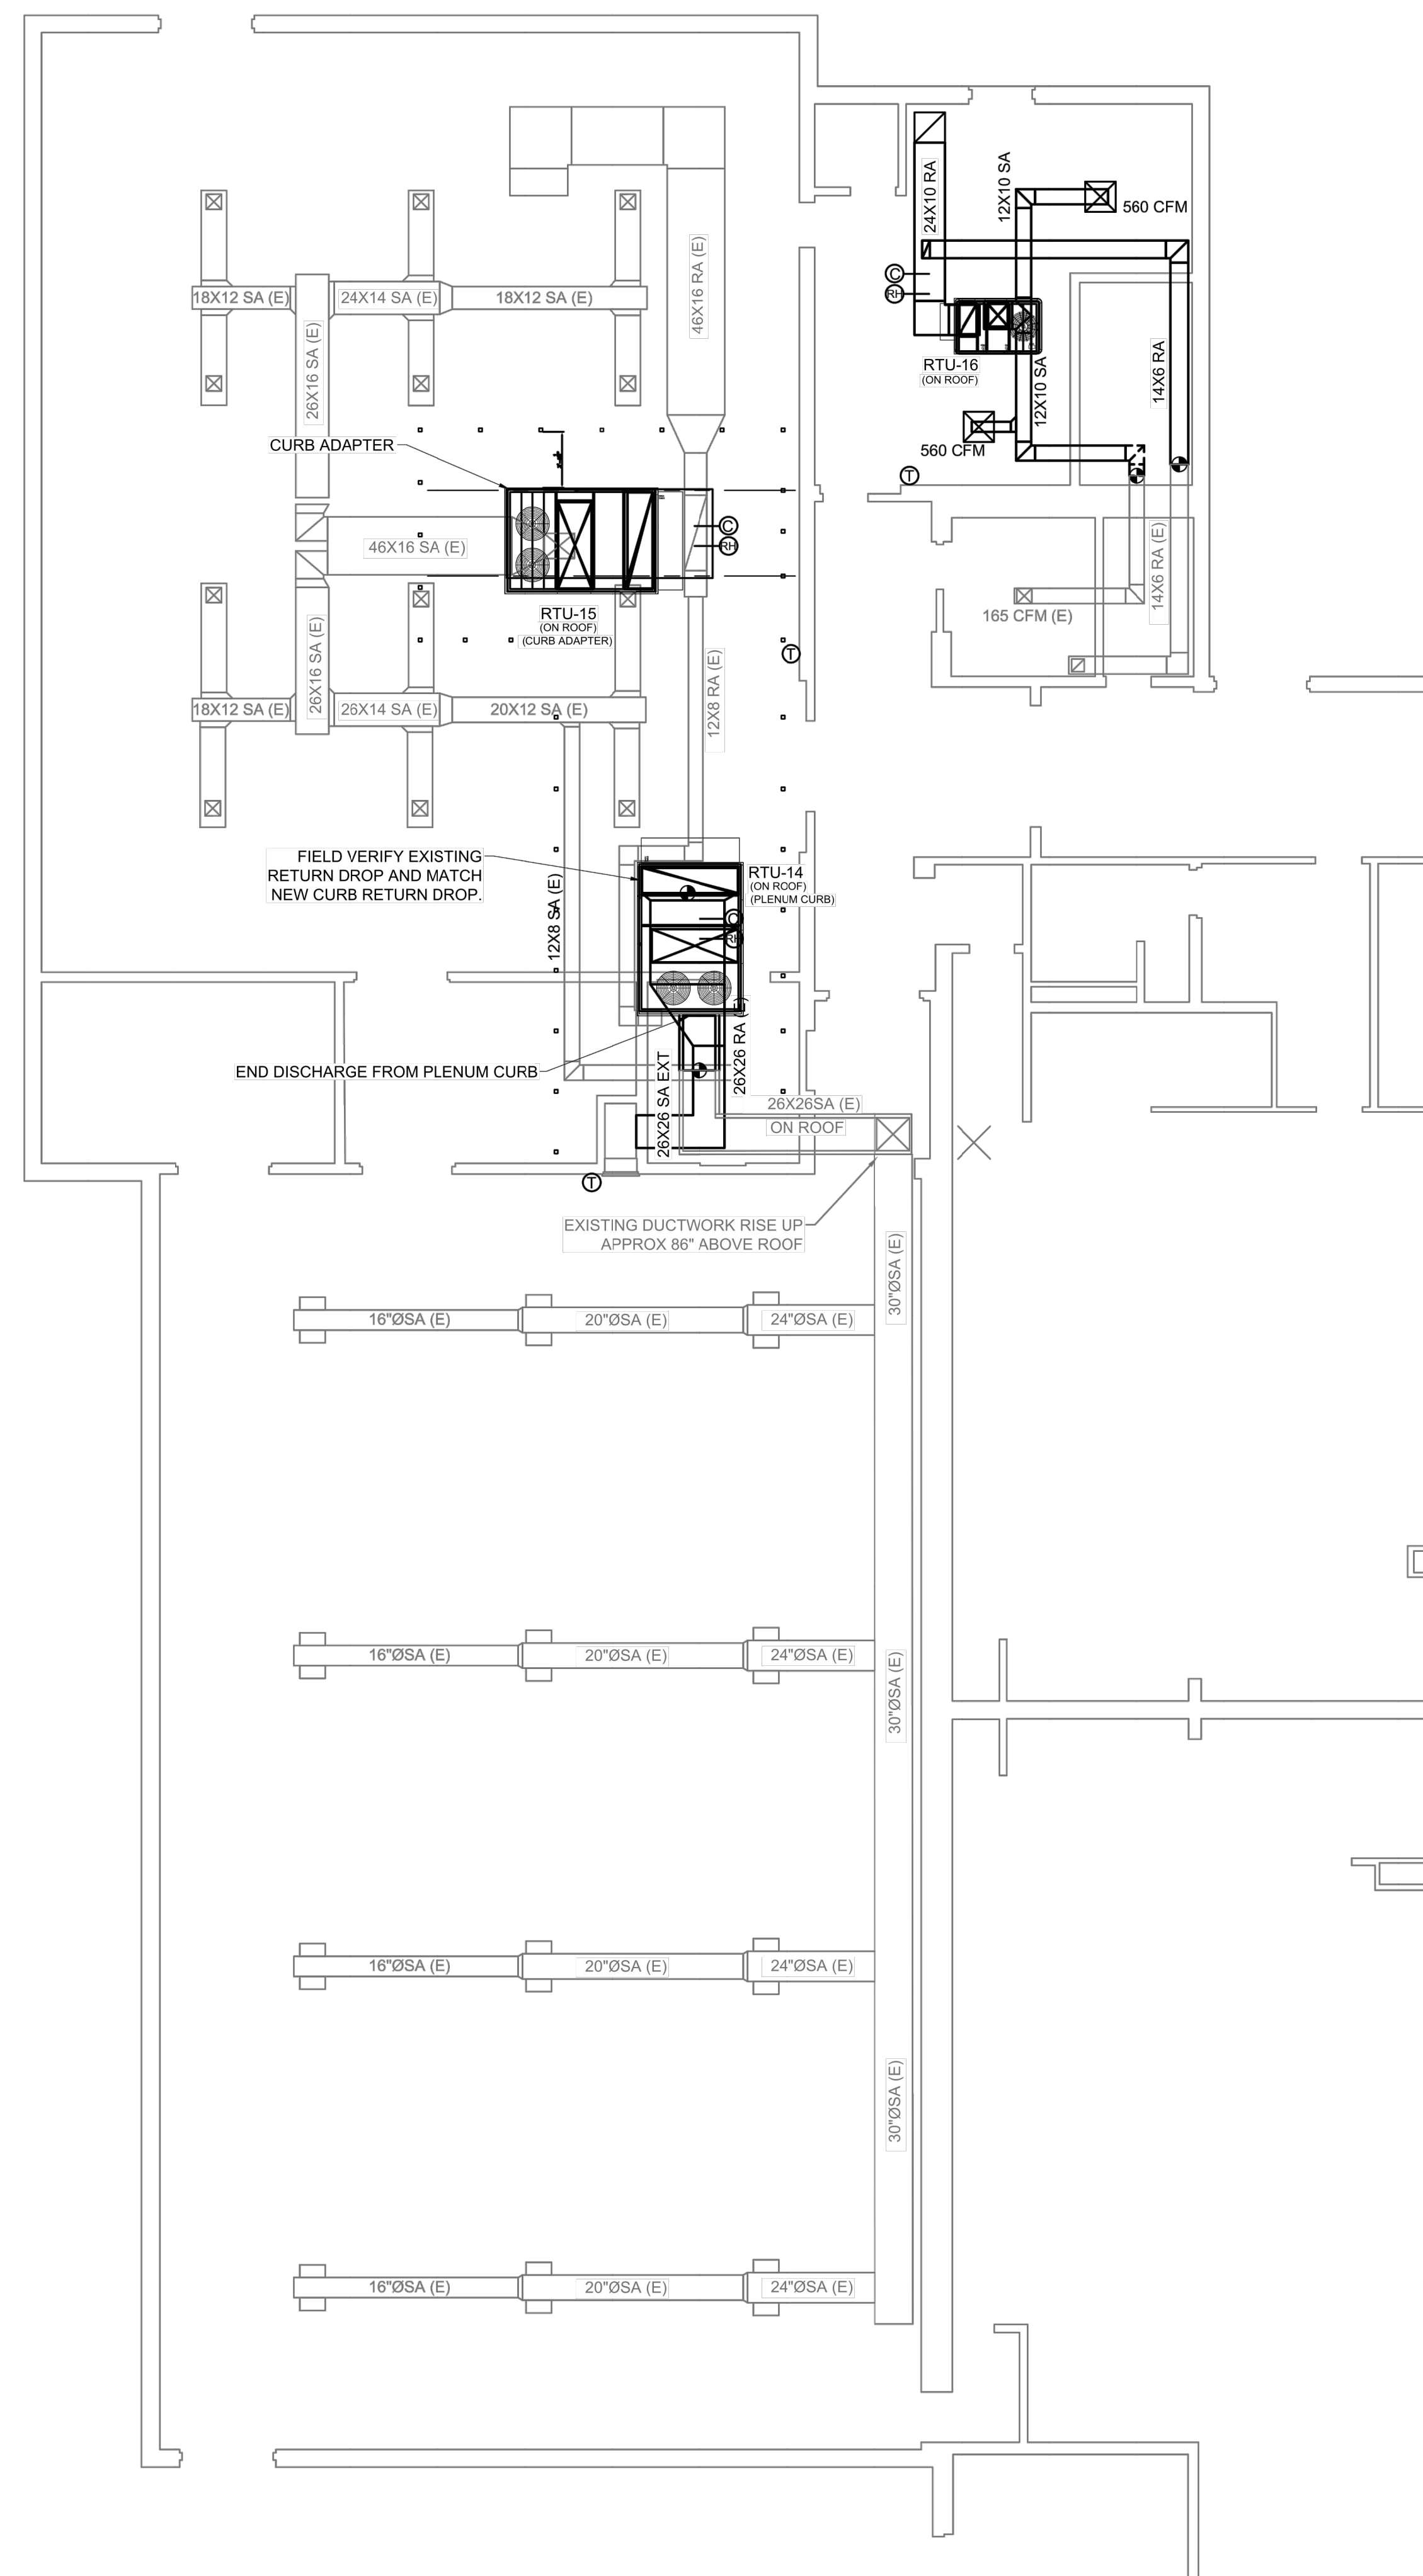 24X10 RA
12X10 SA
560 CFM
46X16 RA (E)
18X12 SA (E)
24X14 SA (E)
18X12 SA (E)
C
RH
26X16 SA (E)
RTU-16
(ON ROOF)
12X10 SA
14X6 RA
CURB ADAPTER
560 CFM
T
C
RH
46X16 SA (E)
14X6 RA (E)
RTU-15
(ON ROOF)
(CURB ADAPTER)
165 CFM (E)
26X16 SA (E)
T
12X8 RA (E)
18X12 SA (E)
26X14 SA (E)
20X12 SA (E)
FIELD VERIFY EXISTING
RETURN DROP AND MATCH
NEW CURB RETURN DROP.
RTU-14
(ON ROOF)
(PLENUM CURB)
12X8 SA (E)
C
RH
26X26 RA (E)
END DISCHARGE FROM PLENUM CURB
26X26 SA EXT
26X26SA (E)
ON ROOF
T
EXISTING DUCTWORK RISE UP
APPROX 86" ABOVE ROOF
30"ØSA (E)
16"ØSA (E)
20"ØSA (E)
24"ØSA (E)
16"ØSA (E)
20"ØSA (E)
24"ØSA (E)
30"ØSA (E)
16"ØSA (E)
20"ØSA (E)
24"ØSA (E)
30"ØSA (E)
16"ØSA (E)
20"ØSA (E)
24"ØSA (E)